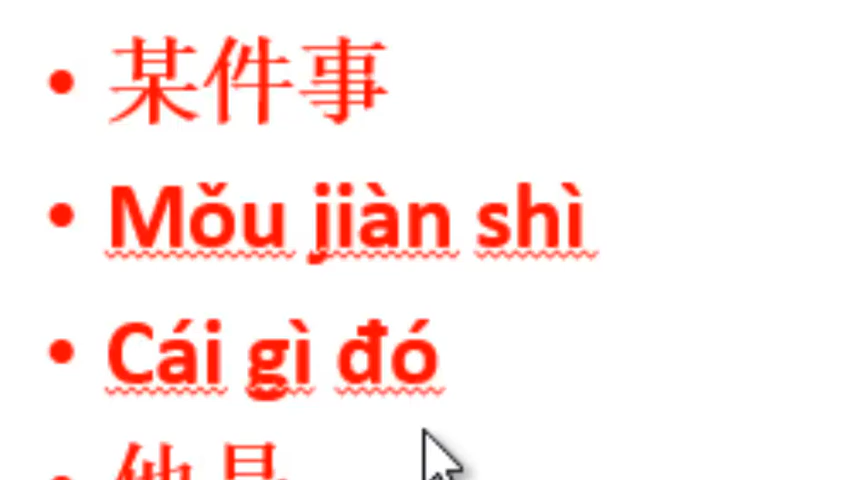 • 某件事
• Mǒu jiàn shì
• Cái gì đó